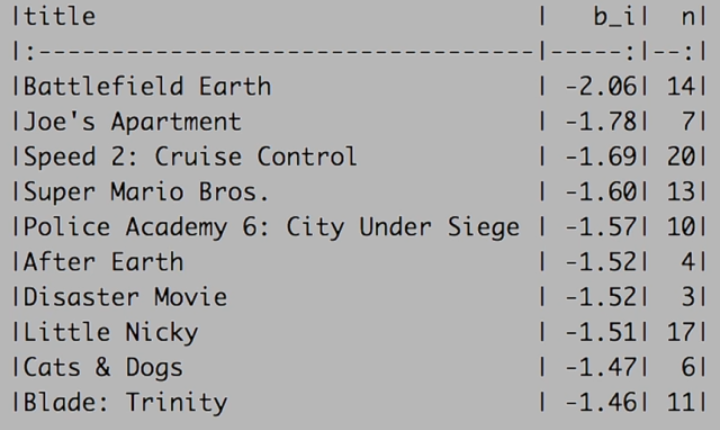 |title                              |   b_i|  n|
|:----------------------------------|-----:|--:|
|Battlefield Earth                  | -2.06| 14|
|Joe's Apartment                    | -1.78|  7|
|Speed 2: Cruise Control            | -1.69| 20|
|Super Mario Bros.                  | -1.60| 13|
|Police Academy 6: City Under Siege | -1.57| 10|
|After Earth                        | -1.52|  4|
|Disaster Movie                     | -1.52|  3|
|Little Nicky                       | -1.51| 17|
|Cats & Dogs                        | -1.47|  6|
|Blade: Trinity                     | -1.46| 11|